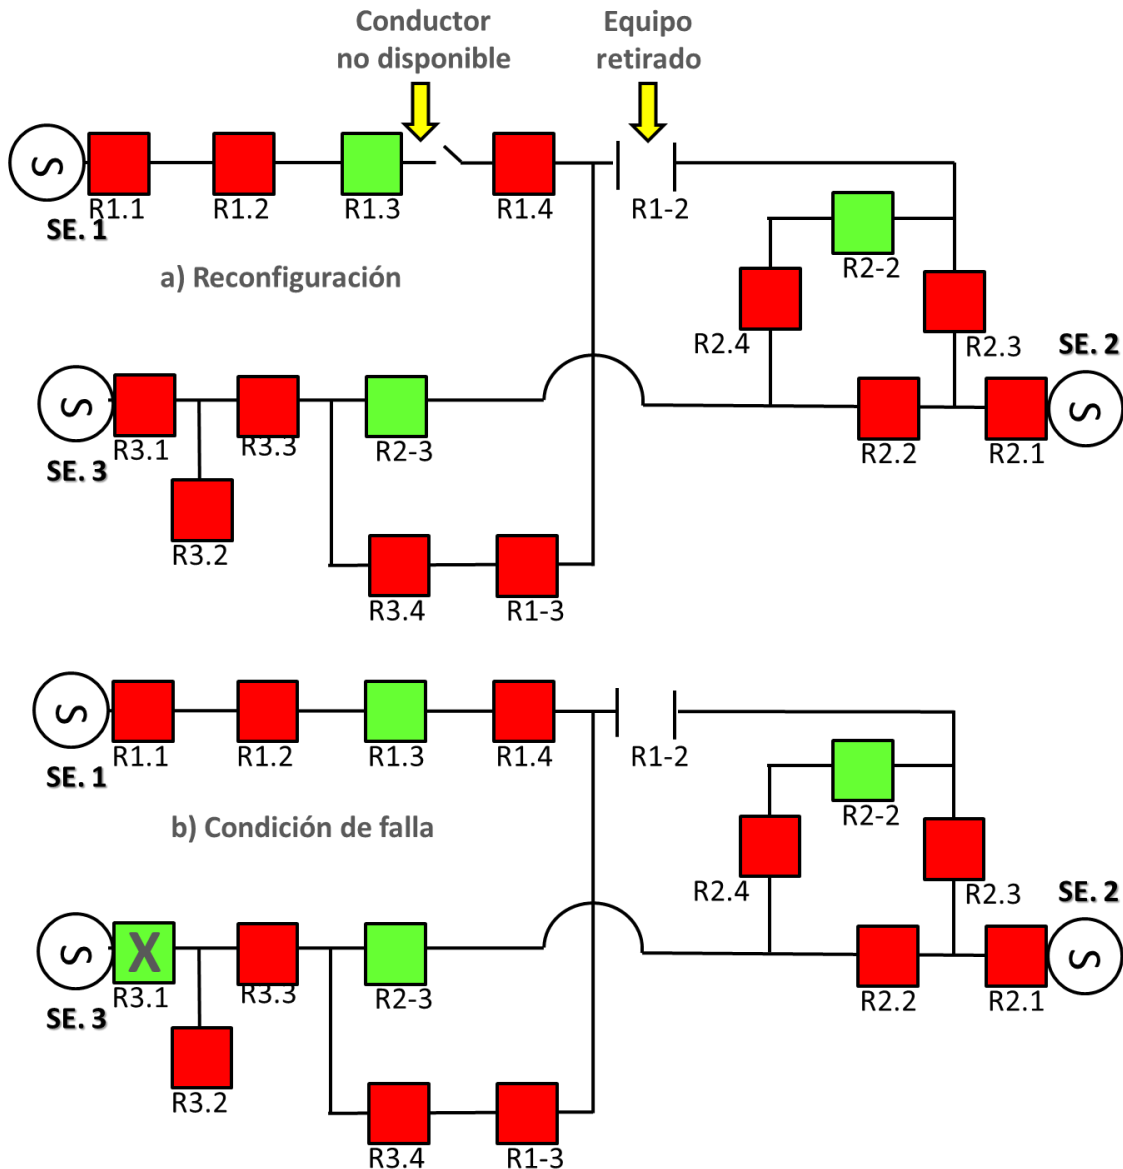 Conductor
no disponible
Equipo
retirado
S
R1.1
R1.2
R1.3
R1.4
R1-2
SE. 1
R2-2
a) Reconfiguración
R2.4
R2.3
SE. 2
S
R3.1
R3.3
R2-3
R2.2
R2.1
S
SE. 3
R3.2
R3.4
R1-3
S
R1.1
R1.2
R1.3
R1.4
R1-2
SE. 1
R2-2
b) Condición de falla
R2.4
R2.3
SE. 2
S
X
R3.1
R3.3
R2-3
R2.2
R2.1
S
SE. 3
R3.2
R3.4
R1-3